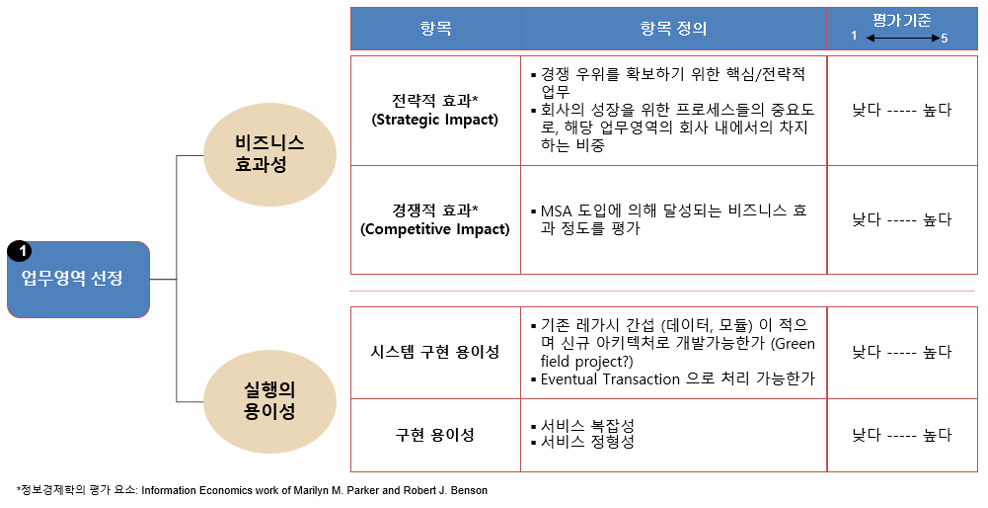 항목
항목 정의
평가 기준
1
5
1
업무영역 선정
비즈니스
효과성
전략적 효과*
(Strategic Impact)
▪ 경쟁 우위를 확보하기 위한 핵심/전략적
업무
▪ 회사의 성장을 위한 프로세스들의 중요도
로, 해당 업무영역의 회사 내에서의 차지
하는 비중
낮다 ----- 높다
경쟁적 효과*
(Competitive Impact)
▪ MSA 도입에 의해 달성되는 비즈니스 효
과 정도를 평가
낮다 ----- 높다
실행의
용이성
시스템 구현 용이성
▪ 기존 레가시 간섭 (데이터, 모듈) 이 적으
며 신규 아키텍처로 개발가능한가 (Green
field project?)
▪ Eventual Transaction 으로 처리 가능한가
낮다 ----- 높다
구현 용이성
▪ 서비스 복잡성
▪ 서비스 정형성
낮다 ----- 높다
*정보경제학의 평가 요소: Information Economics work of Marilyn M. Parker and Robert J. Benson